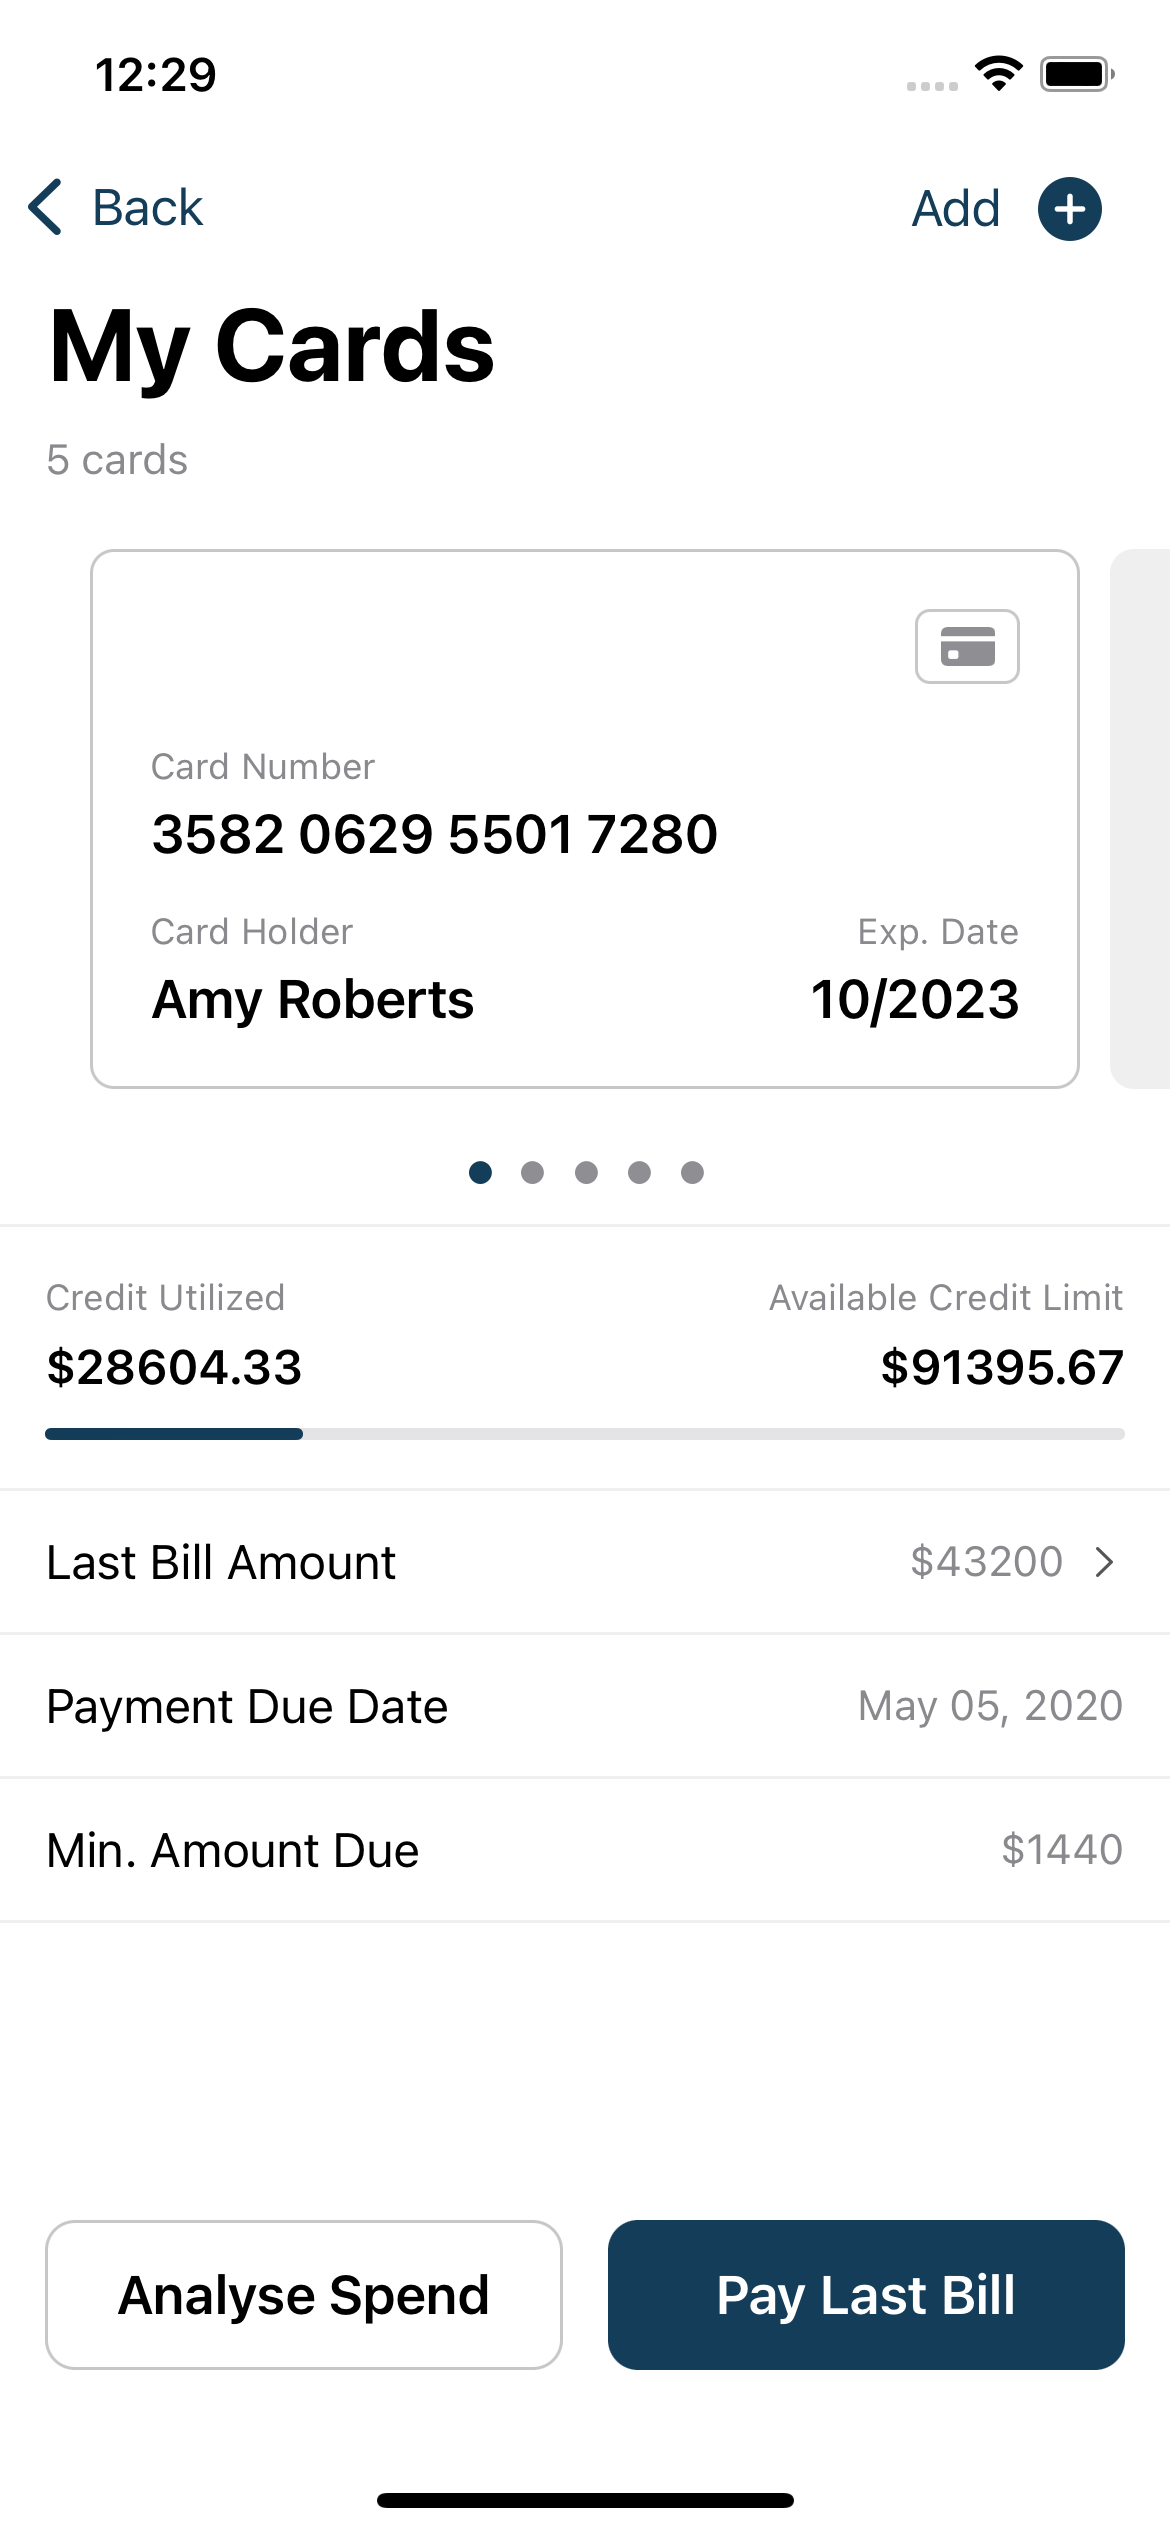 12:29
Back
Add
My Cards
5 cards
Card Number
3582 0629 5501 7280
Card Holder
Exp. Date
Amy Roberts
10/2023
Credit Utilized
Available Credit Limit
$28604.33
$91395.67
Last Bill Amount
$43200
Payment Due Date
May 05, 2020
Min. Amount Due
$1440
Analyse Spend
Pay Last Bill